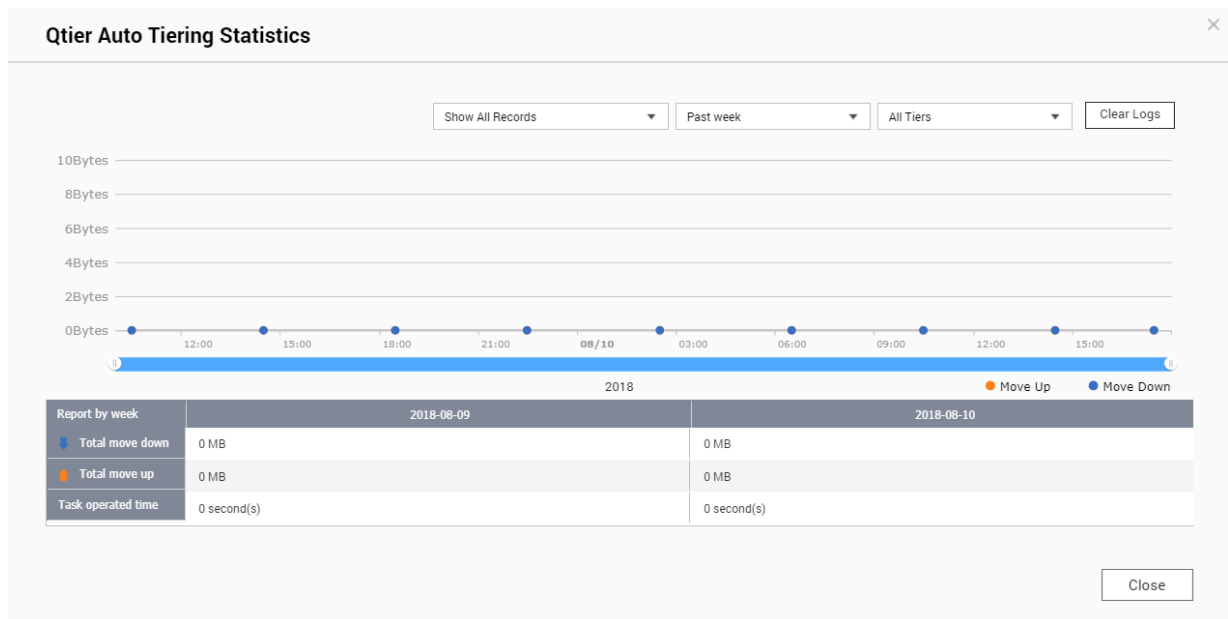 Qtier Auto Tiering Statistics
Show All Records Past week All Tiers Clear Logs
10Bytes
8Bytes
6Bytes
4Bytes
2Bytes
0Bytes
12:00 15:00 18:00 21:00 08/10 03:00 06:00 09:00 12:00 15:00
2018 Move Up Move Down
Report by week 2018-08-09 2018-08-10
Total move down 0 MB 0 MB
Total move up 0 MB 0 MB
Task operated time 0 second(s) 0 second(s)
Close